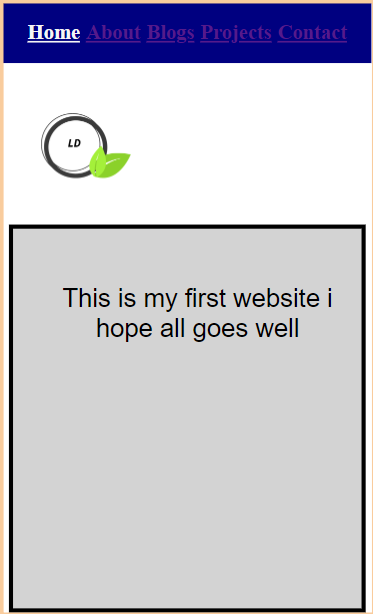 Home About Blogs Projects Contact
LD
This is my first website i
hope all goes well